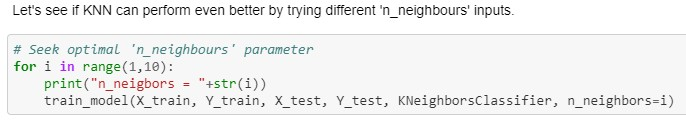 Let's see if KNN can perform even better by trying different 'n_neighbours' inputs.
# Seek optimal 'n_neighbours' parameter
for i in range(1,10):
    print("n_neigbors = "+str(i))
    train_model(X_train, Y_train, X_test, Y_test, KNeighborsClassifier, n_neighbors=i)